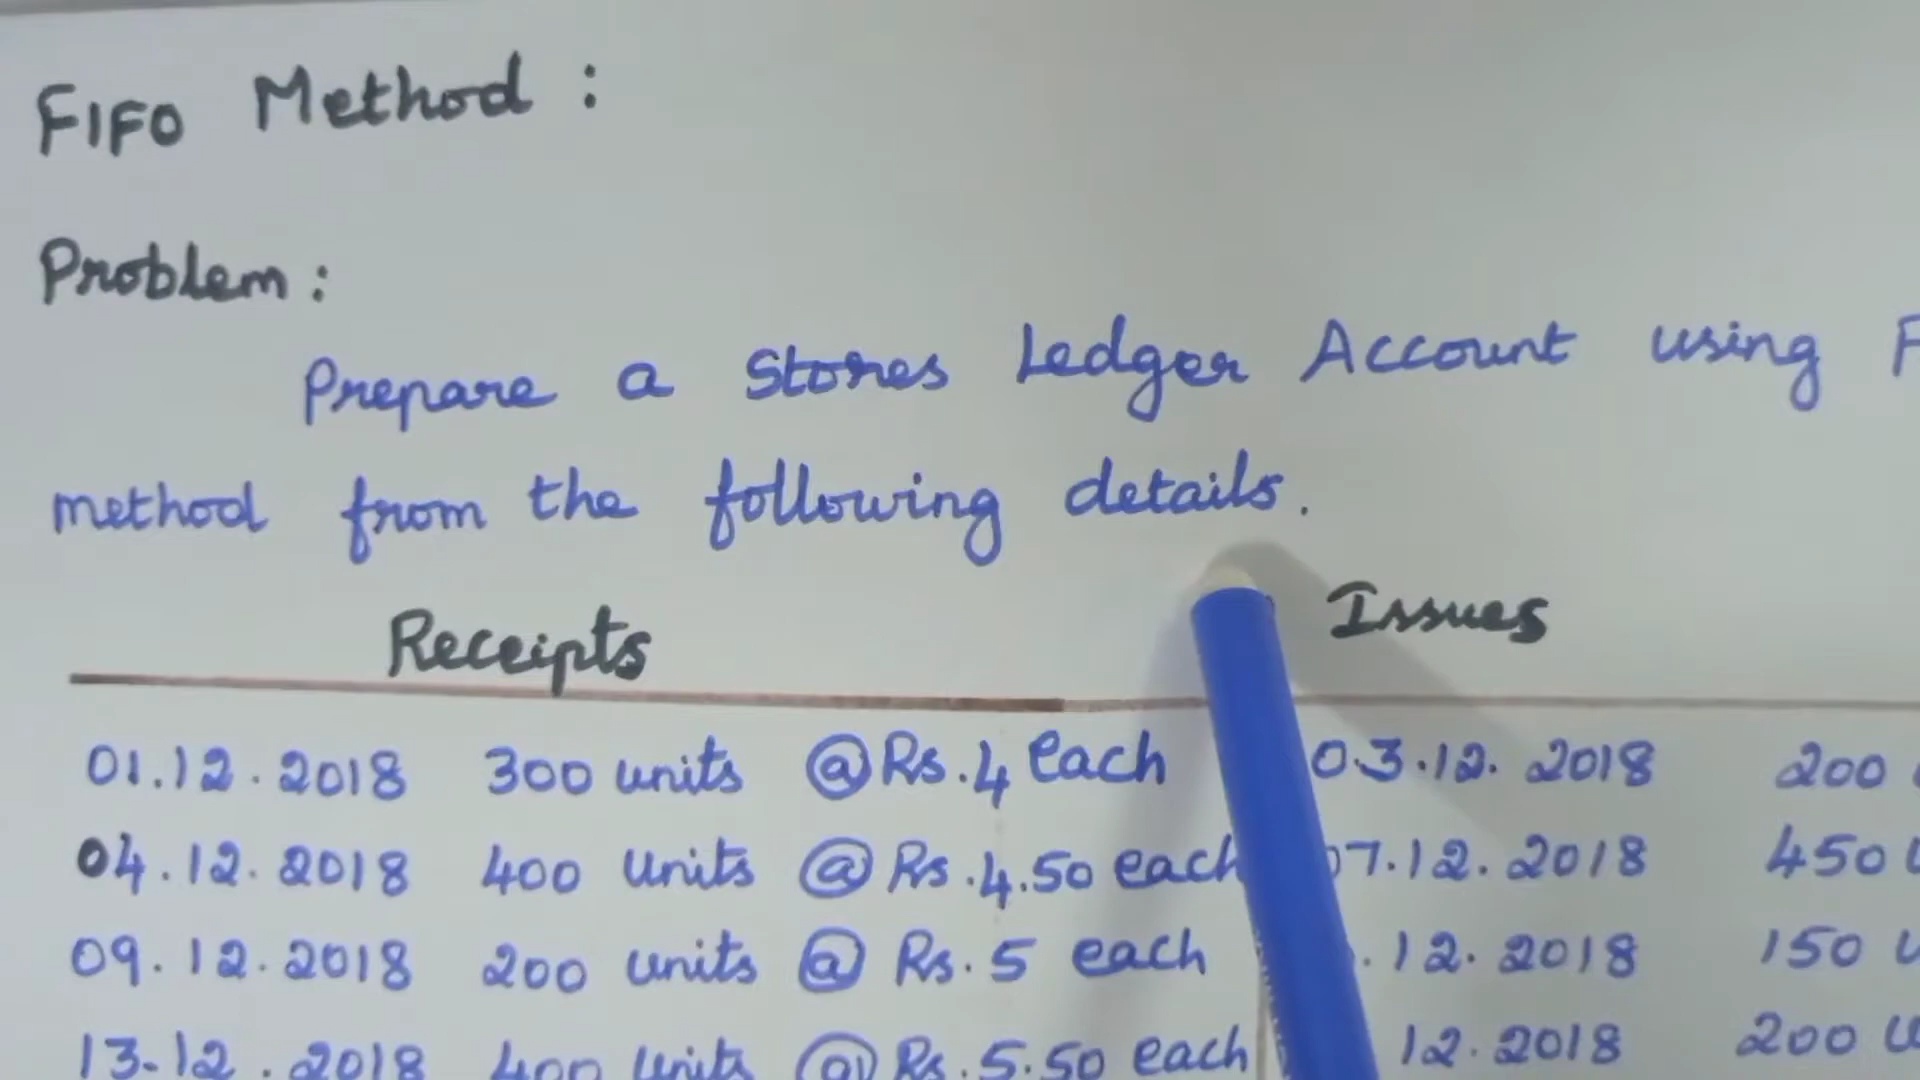 FIFO Method :
Problem :
Prepare a Stores Ledger Account using
method from the following details.
Receipts Issues
01.12.2018 300 units @ Rs.4 each 03.12.2018 200
04.12.2018 400 units @ Rs.4.50 each 07.12.2018 450
09.12.2018 200 units @ Rs.5 each .12.2018 150
13.12.2018 400 units @ Rs.5.50 each 12.2018 200